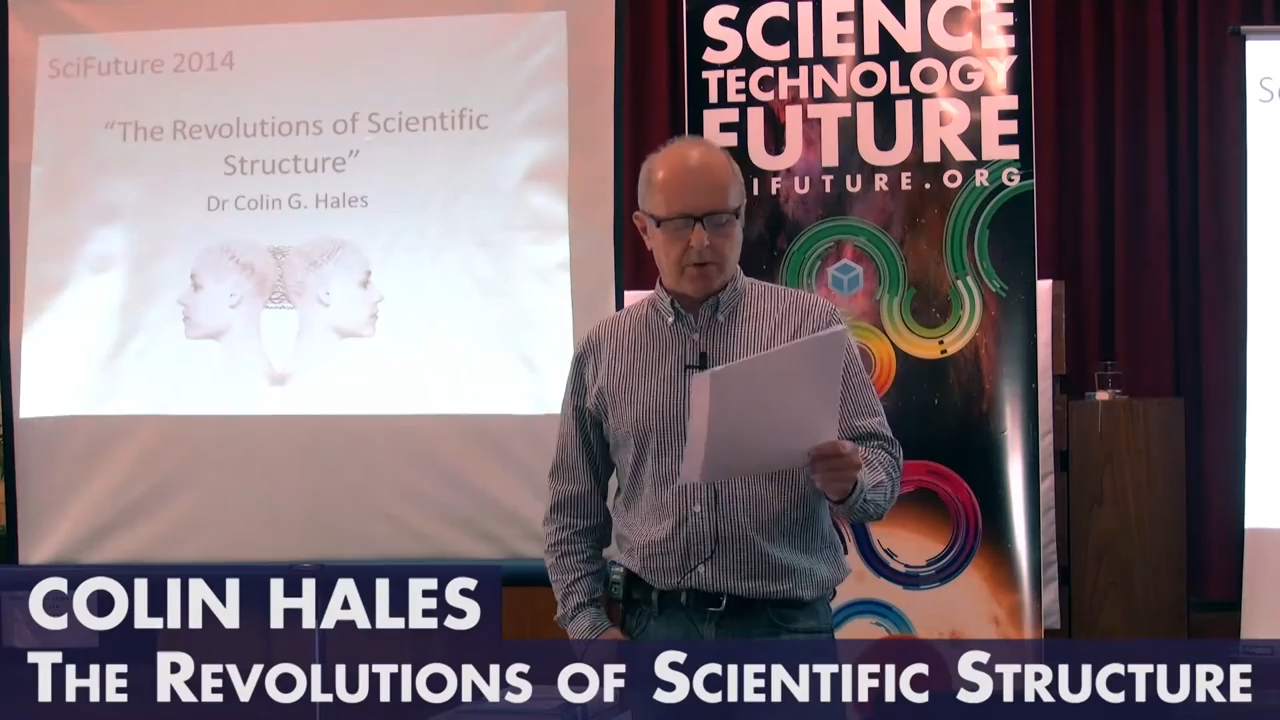 SciFuture 2014
“The Revolutions of Scientific
Structure”
Dr Colin G. Hales
SCIENCE
TECHNOLOGY
FUTURE
IFUTURE.ORG
COLIN HALES
THE REVOLUTIONS OF SCIENTIFIC STRUCTURE